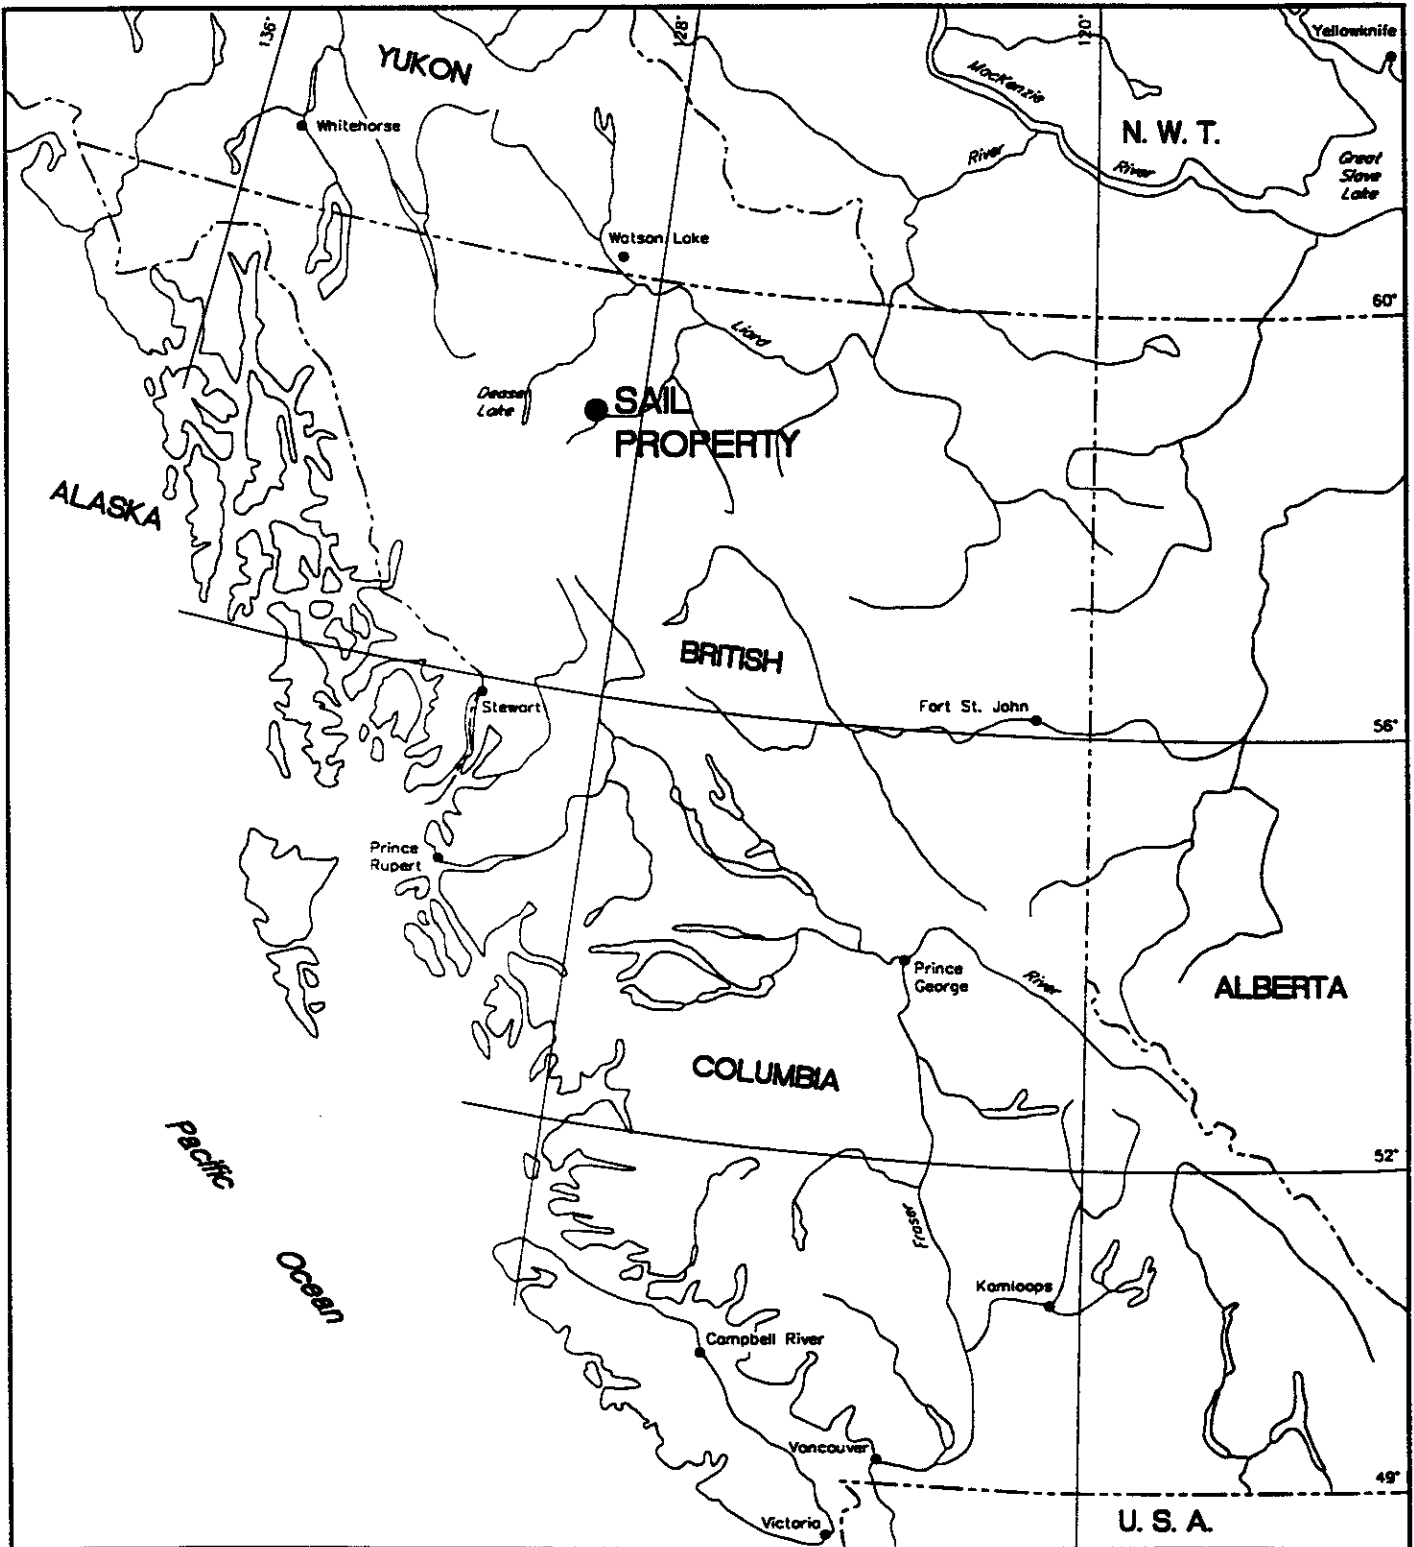 136°
128°
120°
Yellowknife
YUKON
MacKenzie
Whitehorse
N. W. T.
River
River
Great
Slave
Lake
Watson Lake
60°
Liard
Dease
Lake
SAIL
PROPERTY
ALASKA
BRITISH
Stewart
Fort St. John
56°
Prince
Rupert
Prince
George
River
ALBERTA
COLUMBIA
Pacific
52°
Fraser
Ocean
Kamloops
Campbell River
Vancouver
49°
Victoria
U. S. A.